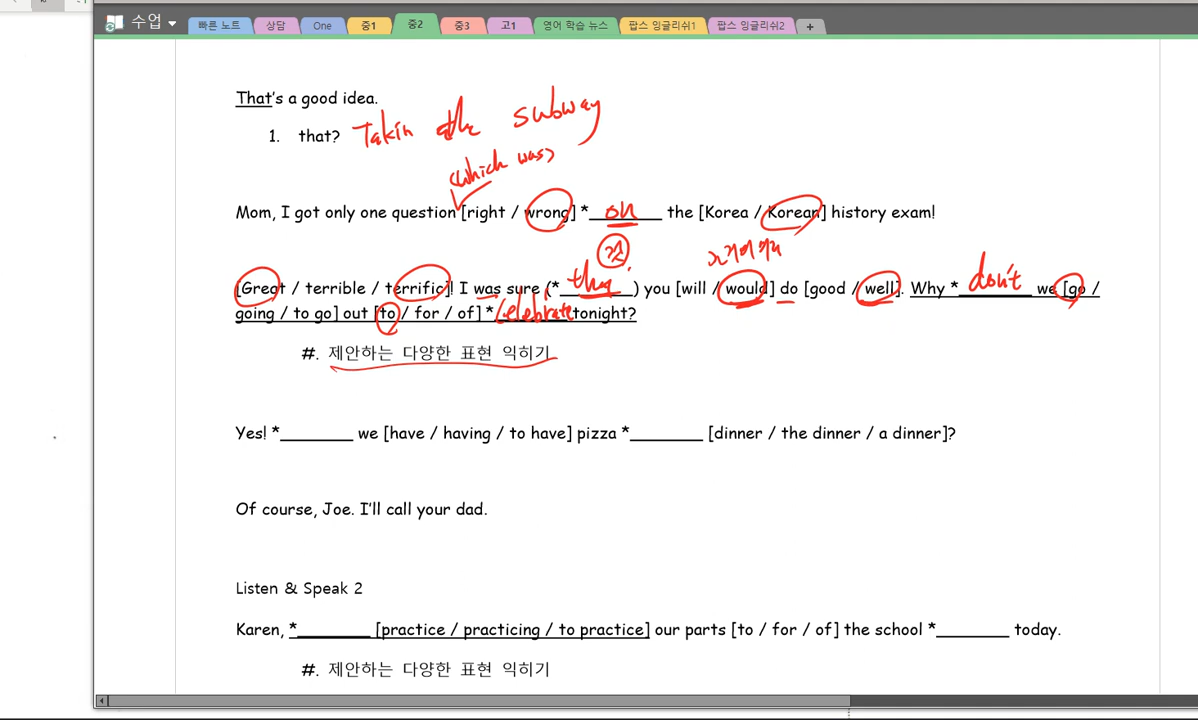 수업
빠른 노트 상담 One 중1 중2 중3 고1 영어 학습 뉴스 팝스 잉글리쉬1 팝스 잉글리쉬2 +
That's a good idea.
1. that? Takin the subway
(which was)
Mom, I got only one question [right / wrong] * on the [Korea / Korean] history exam!
것
과거에 미래
[Great / terrible / terrific]! I was sure (* that ) you [will / would] do [good / well]. Why * don't we [go /
going / to go] out [to / for / of] * celebrate tonight?
#. 제안하는 다양한 표현 익히기
Yes! *________ we [have / having / to have] pizza *________ [dinner / the dinner / a dinner]?
Of course, Joe. I'll call your dad.
Listen & Speak 2
Karen, *________ [practice / practicing / to practice] our parts [to / for / of] the school *________ today.
#. 제안하는 다양한 표현 익히기